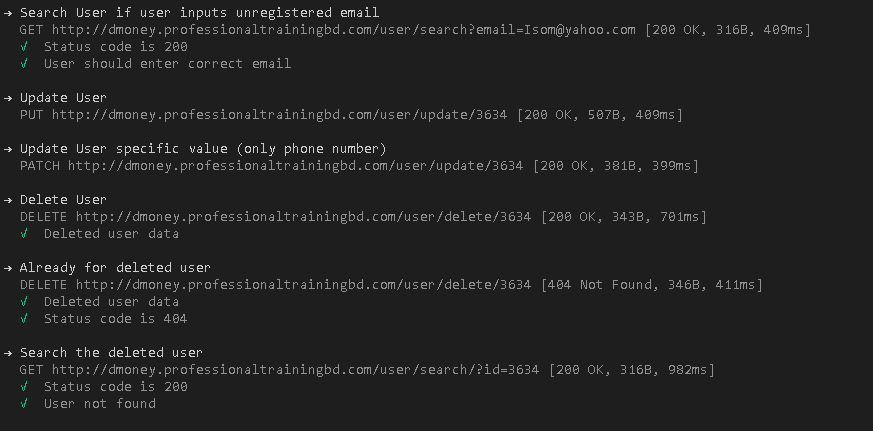 → Search User if user inputs unregistered email
GET http://dmoney.professionaltrainingbd.com/user/search?email=Isom@yahoo.com [200 OK, 316B, 409ms]
√ Status code is 200
√ User should enter correct email
→ Update User
PUT http://dmoney.professionaltrainingbd.com/user/update/3634 [200 OK, 507B, 409ms]
→ Update User specific value (only phone number)
PATCH http://dmoney.professionaltrainingbd.com/user/update/3634 [200 OK, 381B, 399ms]
→ Delete User
DELETE http://dmoney.professionaltrainingbd.com/user/delete/3634 [200 OK, 343B, 701ms]
√ Deleted user data
→ Already for deleted user
DELETE http://dmoney.professionaltrainingbd.com/user/delete/3634 [404 Not Found, 346B, 411ms]
√ Deleted user data
√ Status code is 404
→ Search the deleted user
GET http://dmoney.professionaltrainingbd.com/user/search/?id=3634 [200 OK, 316B, 982ms]
√ Status code is 200
√ User not found